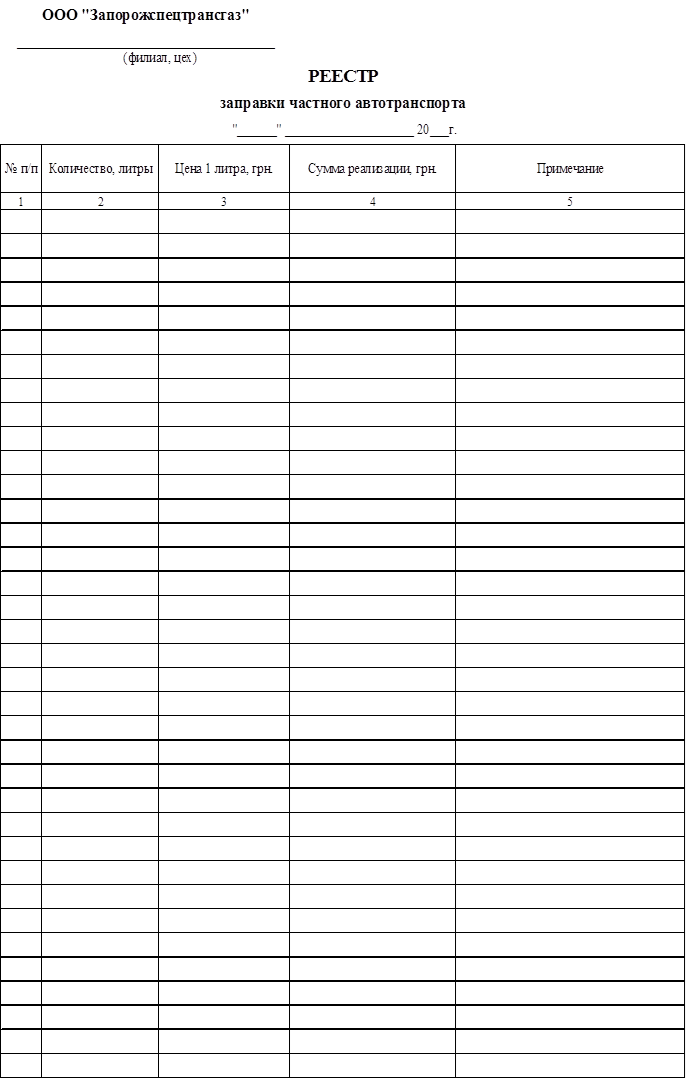 ООО "Запорожспецтрансгаз"
(филиал, цех)
РЕЕСТР
заправки частного автотранспорта
"______" ____________________ 20___г.
№ п/п Количество, литры Цена 1 литра, грн. Сумма реализации, грн. Примечание
1 2 3 4 5